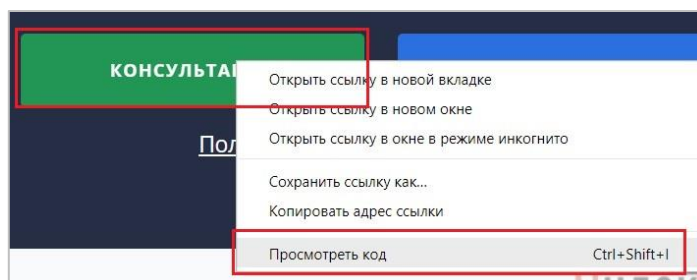 КОНСУЛЬТА
Открыть ссылку в новой вкладке
Открыть ссылку в новом окне
Пол
Открыть ссылку в окне в режиме инкогнито
Сохранить ссылку как...
Копировать адрес ссылки
Просмотреть код Ctrl+Shift+I